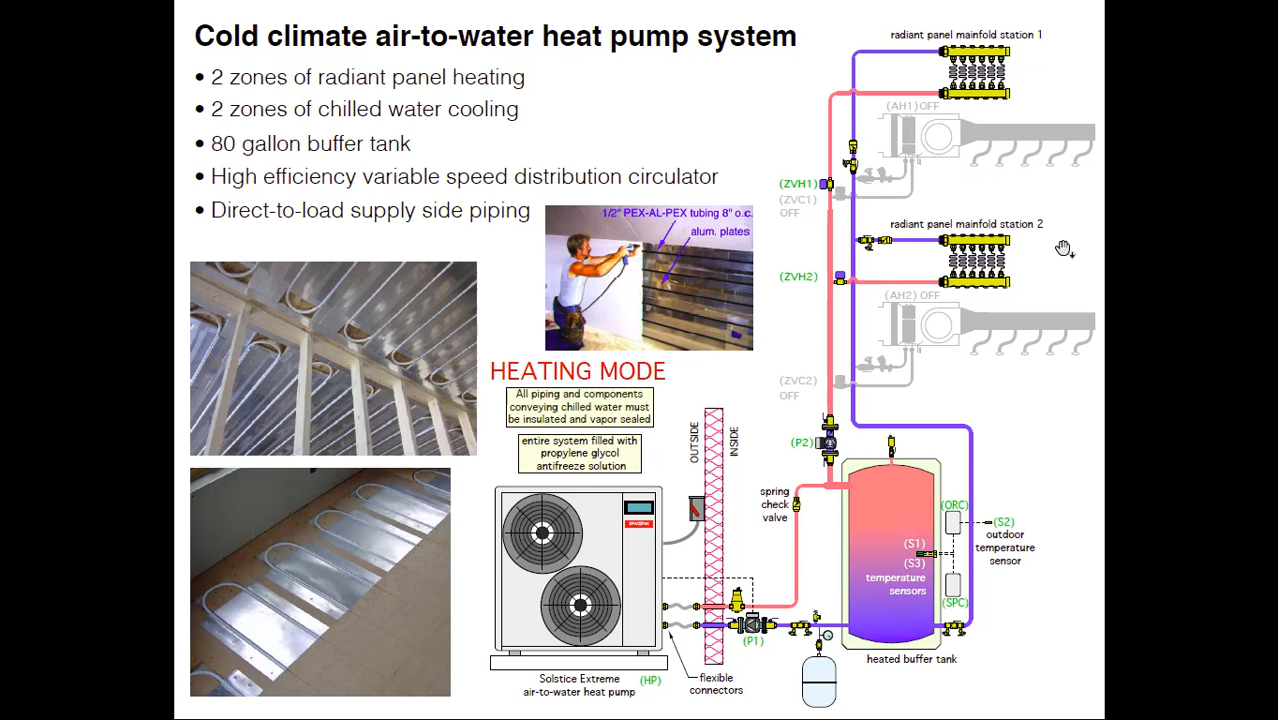 Cold climate air-to-water heat pump system
• 2 zones of radiant panel heating
• 2 zones of chilled water cooling
• 80 gallon buffer tank
• High efficiency variable speed distribution circulator
• Direct-to-load supply side piping
1/2" PEX-AL-PEX tubing 8" o.c.
alum. plates
HEATING MODE
All piping and components
conveying chilled water must
be insulated and vapor sealed
entire system filled with
propylene glycol
antifreeze solution
OUTSIDE
INSIDE
SPACEPAK
Solstice Extreme
air-to-water heat pump
(HP)
flexible
connectors
(P1)
spring
check
valve
(P2)
radiant panel mainfold station 1
(AH1) OFF
(ZVH1)
(ZVC1)
OFF
radiant panel mainfold station 2
(ZVH2)
(AH2) OFF
(ZVC2)
OFF
(ORC)
(S2)
outdoor
temperature
sensor
(S1)
(S3)
temperature
sensors
(SPC)
heated buffer tank